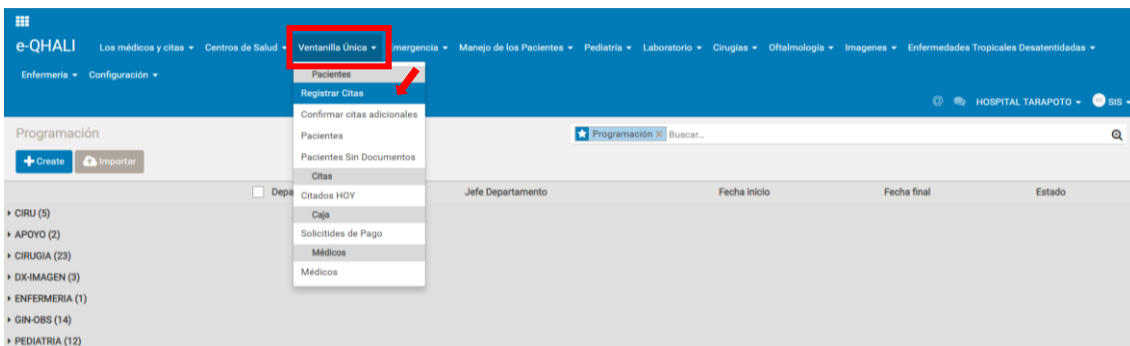 e-QHALI Los médicos y citas Centros de Salud Ventanilla Única Emergencia Manejo de los Pacientes Pediatría Laboratorio Cirugías Oftalmología Imagenes Enfermedades Tropicales Desatentidadas
Enfermería Configuración
Pacientes
Registrar Citas
Confirmar citas adicionales
Pacientes
Pacientes Sin Documentos
Citas
Citados HOY
Caja
Solicitides de Pago
Médicos
Médicos
@ HOSPITAL TARAPOTO SIS
Programación
Programación × Buscar...
+ Create Importar
Depa Jefe Departamento Fecha inicio Fecha final Estado
CIRU (5)
APOYO (2)
CIRUGIA (23)
DX-IMAGEN (3)
ENFERMERIA (1)
GIN-OBS (14)
PEDIATRIA (12)